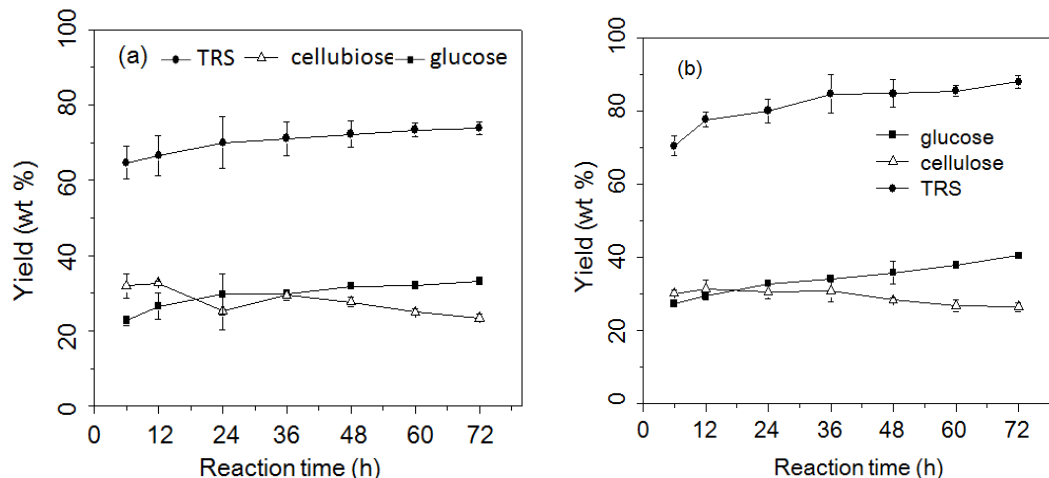 (a) TRS cellubiose glucose
Yield (wt %)
100
80
60
40
20
0
0 12 24 36 48 60 72
Reaction time (h)
(b)
glucose
cellulose
TRS
Yield (wt %)
100
80
60
40
20
0
0 12 24 36 48 60 72
Reaction time (h)